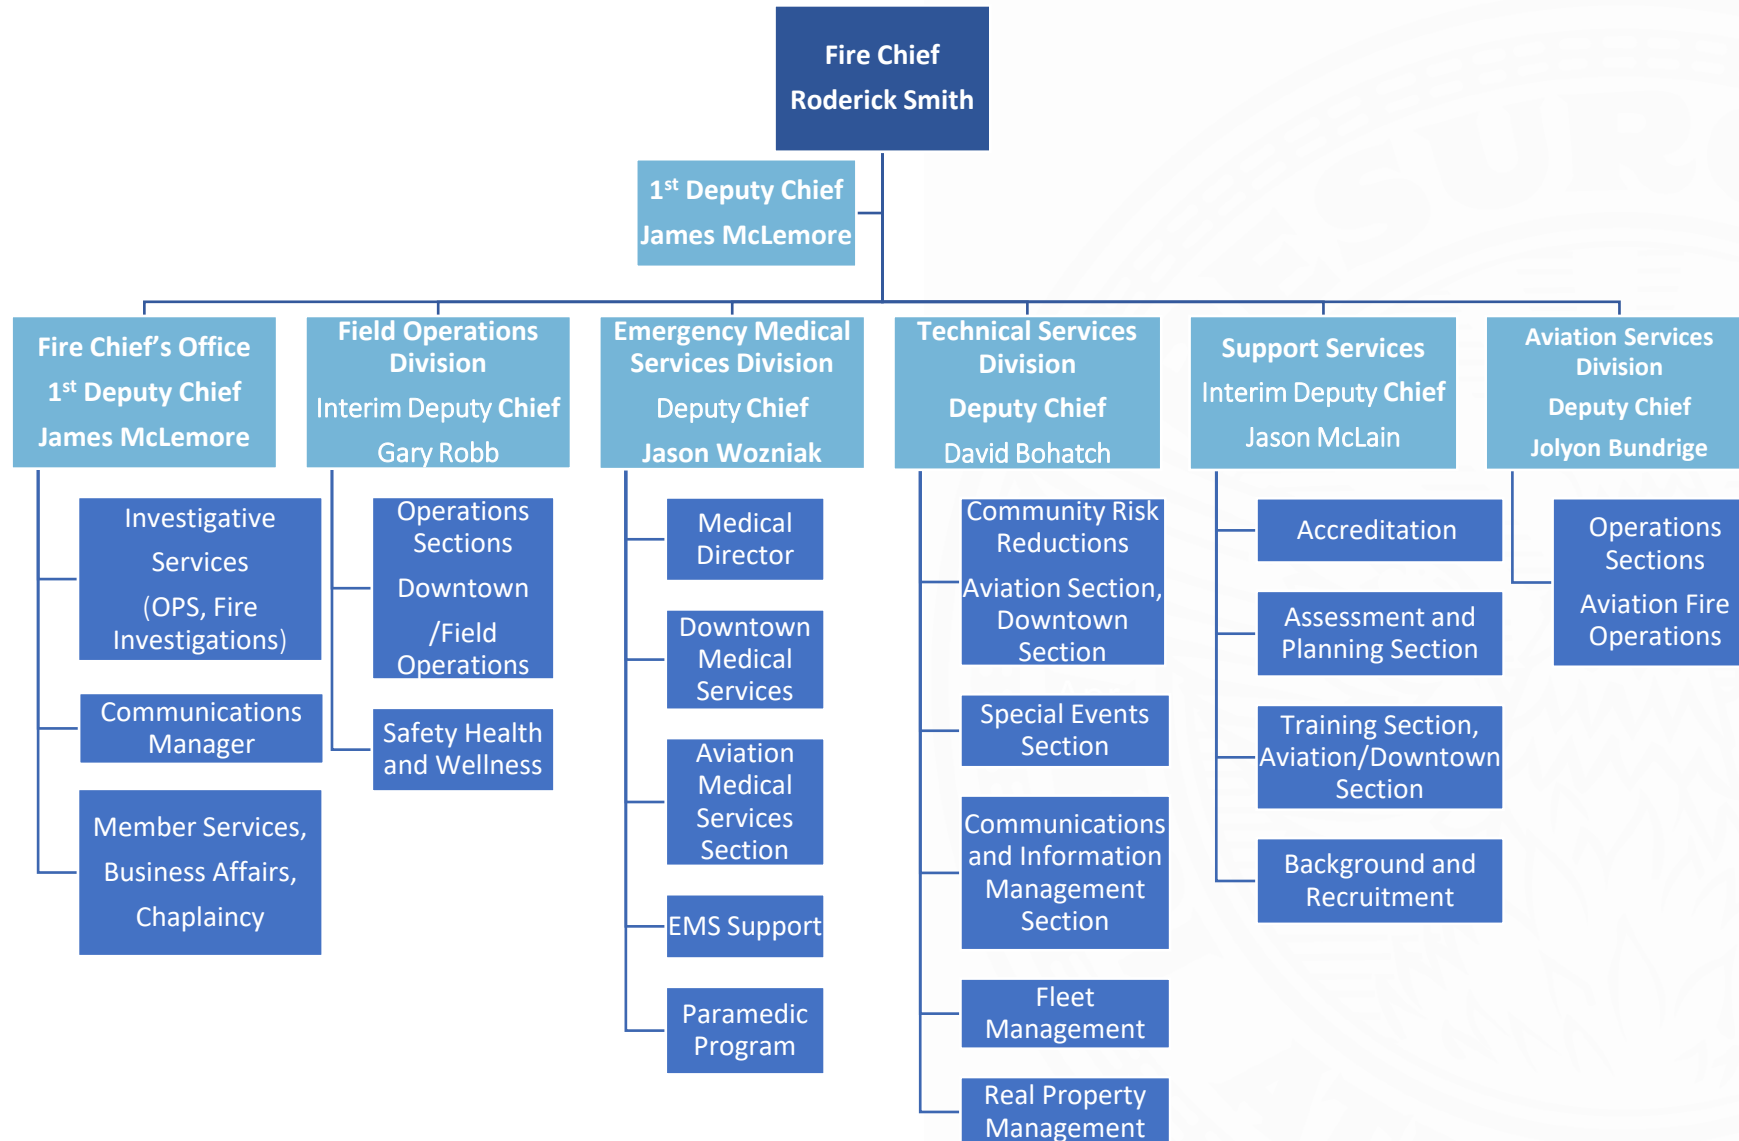 Fire Chief
Roderick Smith
1st Deputy Chief
James McLemore
Fire Chief’s Office
1st Deputy Chief
James McLemore
Investigative
Services
(OPS, Fire
Investigations)
Communications
Manager
Member Services,
Business Affairs,
Chaplaincy
Field Operations
Division
Interim Deputy Chief
Gary Robb
Operations
Sections
Downtown
/Field
Operations
Safety Health
and Wellness
Emergency Medical
Services Division
Deputy Chief
Jason Wozniak
Medical
Director
Downtown
Medical
Services
Aviation
Medical
Services
Section
EMS Support
Paramedic
Program
Technical Services
Division
Deputy Chief
David Bohatch
Community Risk
Reductions
Aviation Section,
Downtown
Section
Special Events
Section
Communications
and Information
Management
Section
Fleet
Management
Real Property
Management
Support Services
Interim Deputy Chief
Jason McLain
Accreditation
Assessment and
Planning Section
Training Section,
Aviation/Downtown
Section
Background and
Recruitment
Aviation Services
Division
Deputy Chief
Jolyon Bundrige
Operations
Sections
Aviation Fire
Operations